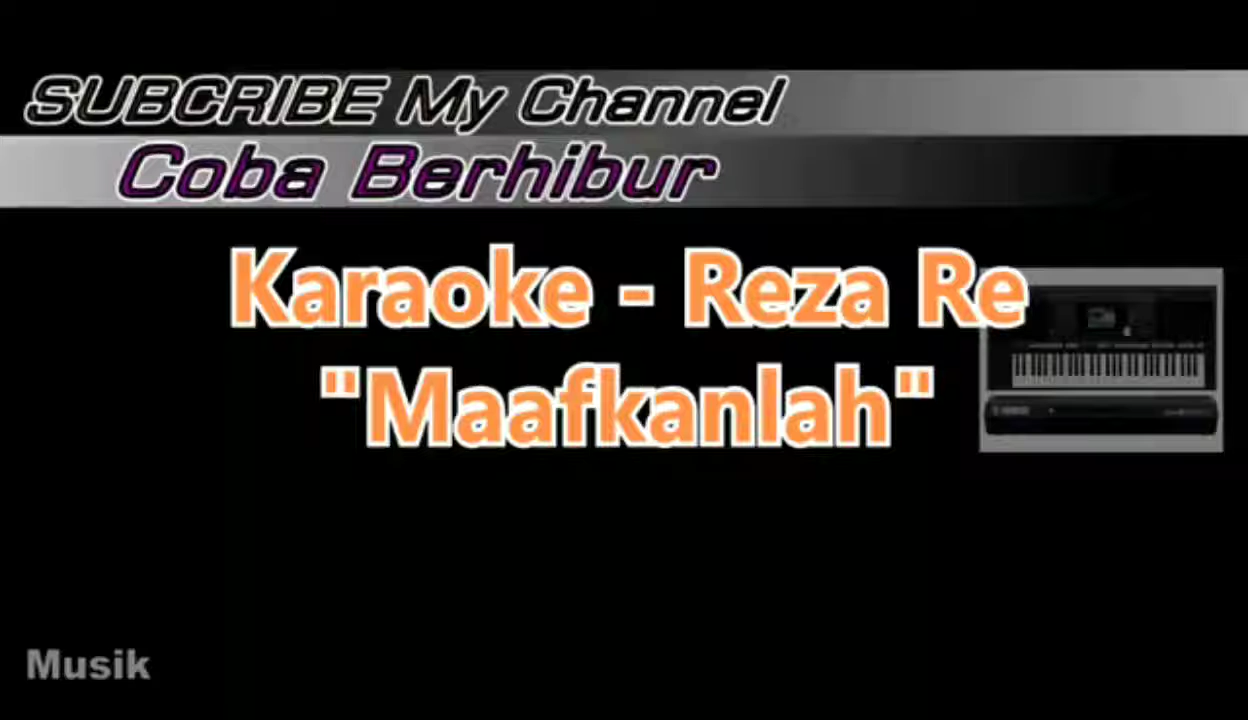 SUBCRIBE My Channel
Coba Berhibur
Karaoke - Reza Re
"Maafkanlah"
Musik